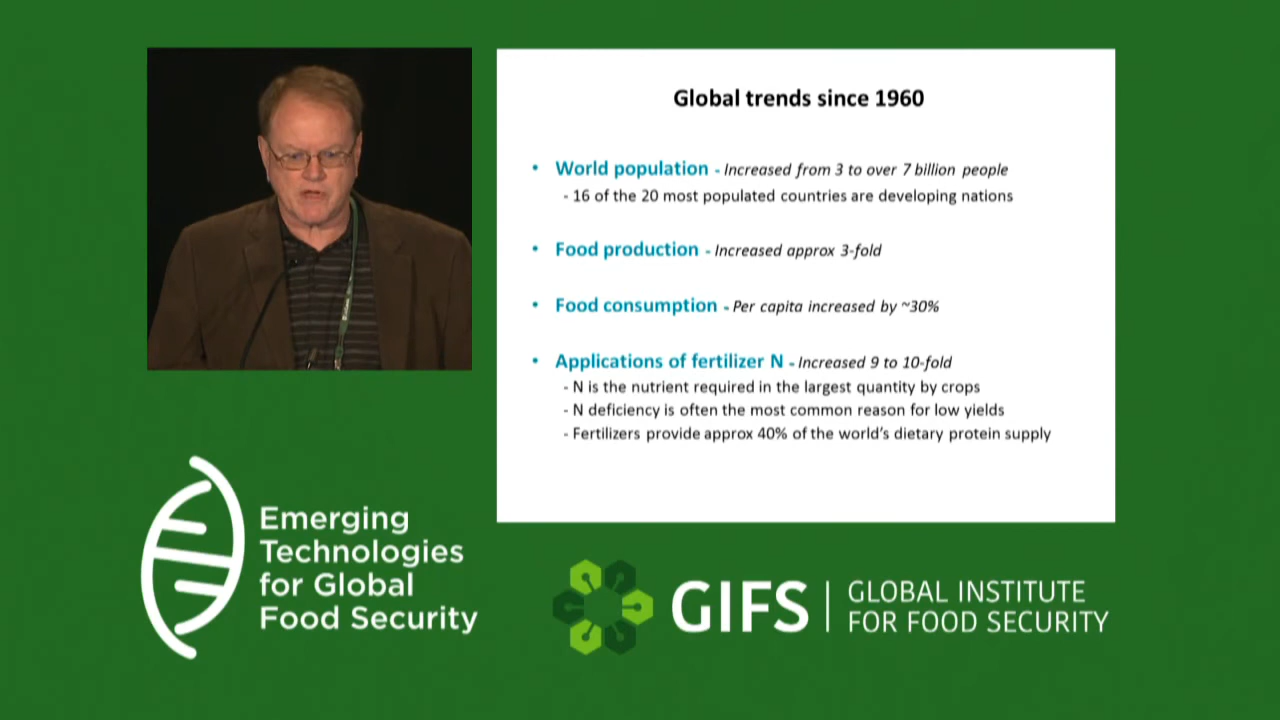 Global trends since 1960
• World population - Increased from 3 to over 7 billion people
- 16 of the 20 most populated countries are developing nations
• Food production - Increased approx 3-fold
• Food consumption - Per capita increased by ~30%
• Applications of fertilizer N - Increased 9 to 10-fold
- N is the nutrient required in the largest quantity by crops
- N deficiency is often the most common reason for low yields
- Fertilizers provide approx 40% of the world's dietary protein supply
Emerging
Technologies
for Global
Food Security
GIFS
GLOBAL INSTITUTE
FOR FOOD SECURITY